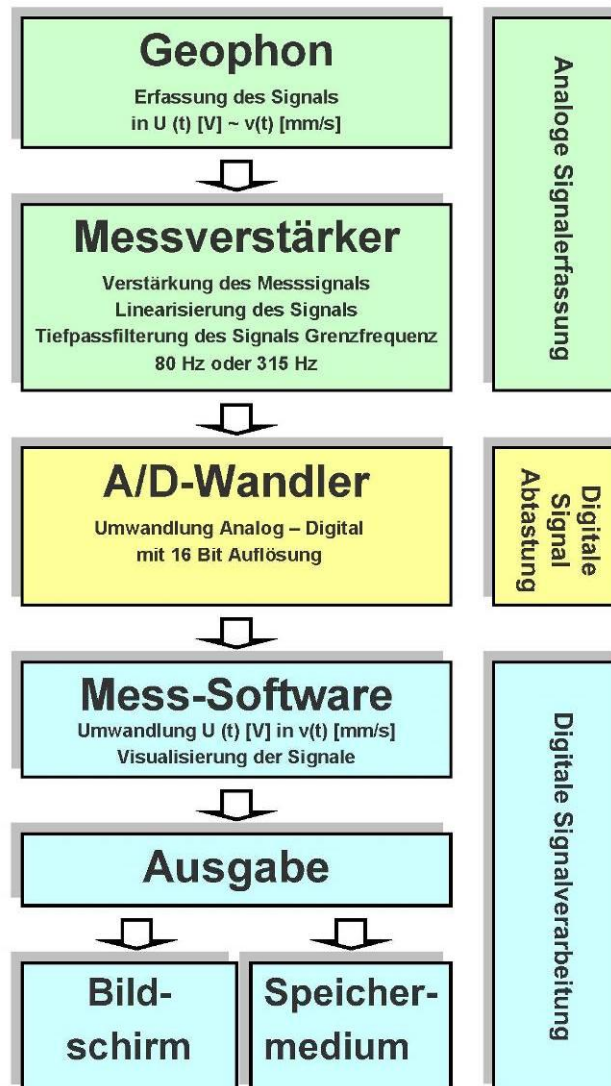 Geophon
Erfassung des Signals
in U (t) [V] ~ v(t) [mm/s]
Messverstärker
Verstärkung des Messsignals
Linearisierung des Signals
Tiefpassfilterung des Signals Grenzfrequenz
80 Hz oder 315 Hz
Analoge Signalerfassung
A/D-Wandler
Umwandlung Analog – Digital
mit 16 Bit Auflösung
Digitale
Signal
Abtastung
Mess-Software
Umwandlung U (t) [V] in v(t) [mm/s]
Visualisierung der Signale
Ausgabe
Bild-
schirm
Speicher-
medium
Digitale Signalverarbeitung